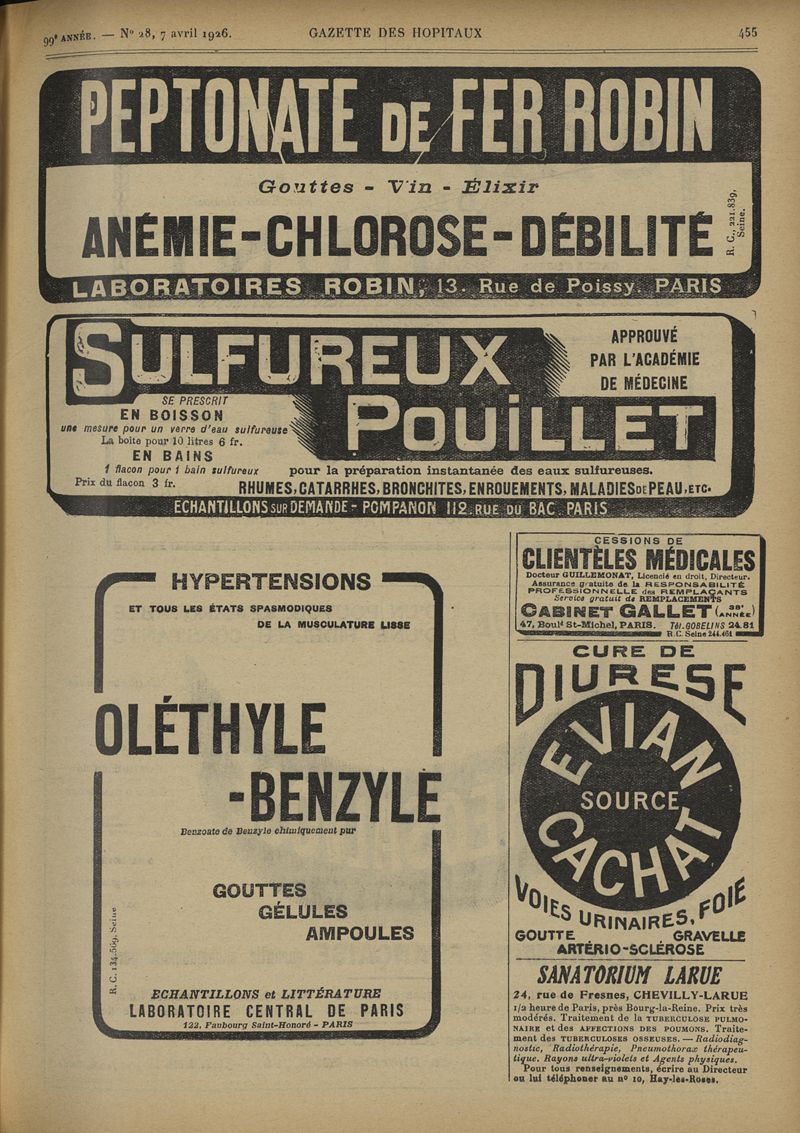 99e ANNÉE. — No 28, 7 avril 1926.
GAZETTE DES HOPITAUX
455
PEPTONATE DE FER ROBIN
Gouttes - Vin - Élixir
ANÉMIE-CHLOROSE-DÉBILITÉ
R. C., 221.839,
Seine.
LABORATOIRES ROBIN, 13. Rue de Poissy. PARIS
SULFUREUX
POUILLET
APPROUVÉ
PAR L'ACADÉMIE
DE MÉDECINE
SE PRESCRIT
EN BOISSON
une mesure pour un verre d'eau sulfureuse
La boite pour 10 litres 6 fr.
EN BAINS
1 flacon pour 1 bain sulfureux
Prix du flacon 3 fr.
pour la préparation instantanée des eaux sulfureuses.
RHUMES, CATARRHES, BRONCHITES, ENROUEMENTS, MALADIES DE PEAU, ETC.
ECHANTILLONS SUR DEMANDE - POMPANON 112. RUE DU BAC. PARIS
HYPERTENSIONS
ET TOUS LES ÉTATS SPASMODIQUES
DE LA MUSCULATURE LISSE
OLÉTHYLE
-BENZYLE
Benzoate de Benzyle chimiquement pur
GOUTTES
GÉLULES
AMPOULES
R. C. 134.569, Seine
ECHANTILLONS et LITTÉRATURE
LABORATOIRE CENTRAL DE PARIS
122, Faubourg Saint-Honoré - PARIS
CESSIONS DE
CLIENTÈLES MÉDICALES
Docteur GUILLEMONAT, Licencié en droit, Directeur.
Assurance gratuite de la RESPONSABILITÉ
PROFESSIONNELLE des REMPLAÇANTS
Service gratuit de REMPLACEMENTS
CABINET GALLET (38e ANNÉE)
47, Bould St-Michel, PARIS. Tél. GOBELINS 24.81
R.C. Seine 244.461
CURE DE
DIURESE
EVIAN
SOURCE
CACHAT
VOIES URINAIRES, FOIE
GOUTTE GRAVELLE
ARTÉRIO-SCLÉROSE
SANATORIUM LARUE
24, rue de Fresnes, CHEVILLY-LARUE
1/2 heure de Paris, près Bourg-la-Reine. Prix très
modérés. Traitement de la TUBERCULOSE PULMO-
NAIRE et des AFFECTIONS DES POUMONS. Traite-
ment des TUBERCULOSES OSSEUSES. — Radiodiag-
nostic, Radiothérapie, Pneumothorax thérapeu-
tique. Rayons ultra-violets et Agents physiques.
Pour tous renseignements, écrire au Directeur
ou lui téléphoner au no 10, Hay-les-Roses.